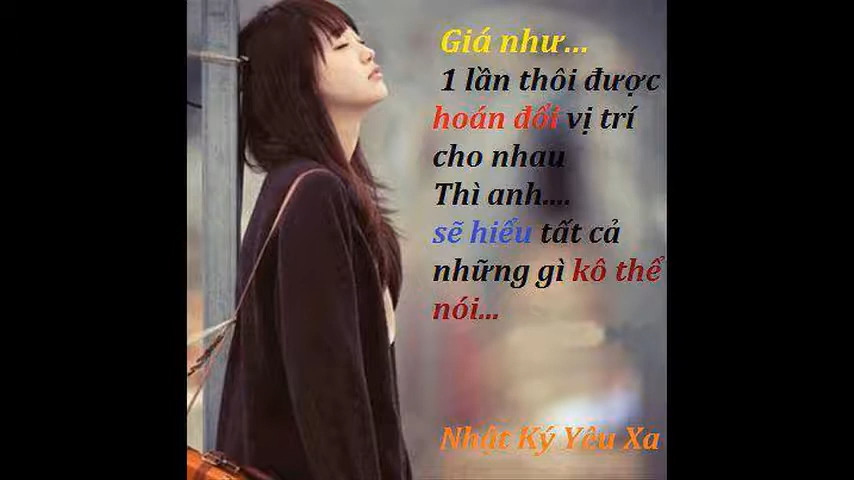 Giá như...
1 lần thôi được
hoán đổi vị trí
cho nhau
Thì anh....
sẽ hiểu tất cả
những gì kô thể
nói...
Nhật Ký Yêu Xa